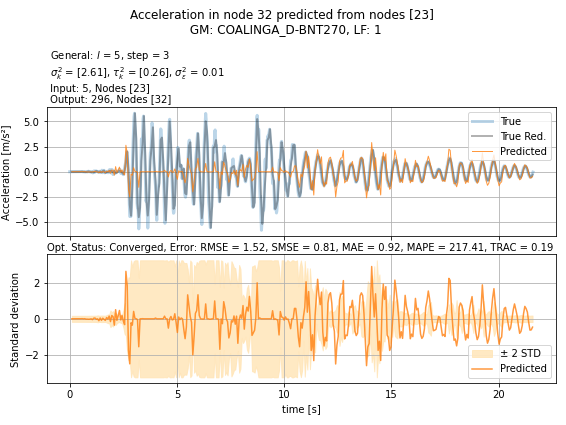 Acceleration in node 32 predicted from nodes [23]
GM: COALINGA_D-BNT270, LF: 1
General: l = 5, step = 3
σ²ₖ = [2.61], τ²ₖ = [0.26], σ²ε = 0.01
Input: 5, Nodes [23]
Output: 296, Nodes [32]
Acceleration [m/s²]
5.0
2.5
0.0
−2.5
−5.0
True
True Red.
Predicted
Opt. Status: Converged, Error: RMSE = 1.52, SMSE = 0.81, MAE = 0.92, MAPE = 217.41, TRAC = 0.19
Standard deviation
2
0
−2
± 2 STD
Predicted
0
5
10
15
20
time [s]